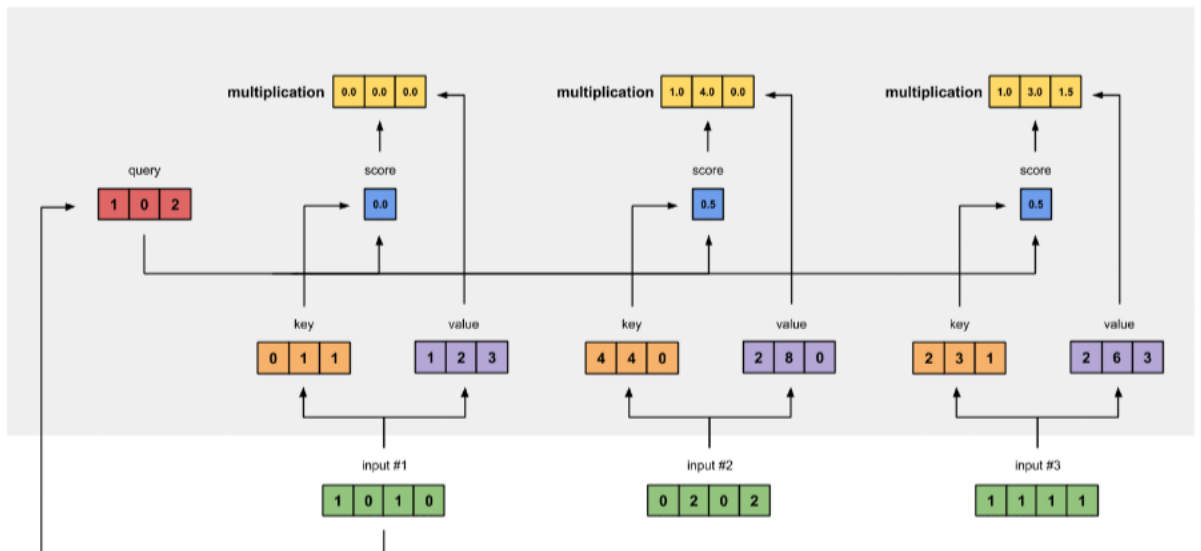 multiplication 0.0 0.0 0.0 multiplication 1.0 4.0 0.0 multiplication 1.0 3.0 1.5
query score score score
1 0 2 0.0 0.5 0.5
key value key value key value
0 1 1 1 2 3 4 4 0 2 8 0 2 3 1 2 6 3
input #1 input #2 input #3
1 0 1 0 0 2 0 2 1 1 1 1